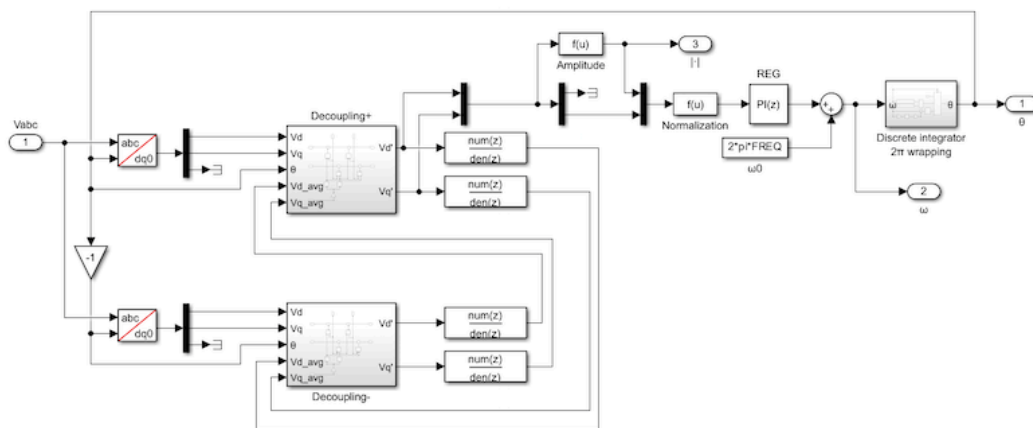 Vabc
1
abc
dq0
-1
Decoupling+
Vd
Vq
θ
Vd_avg
Vq_avg
Vd'
Vq'
num(z)
den(z)
num(z)
den(z)
f(u)
Amplitude
3
|·|
f(u)
Normalization
REG
PI(z)
2*pi*FREQ
ω0
+
+
ω
θ
Discrete integrator
2π wrapping
1
θ
2
ω
abc
dq0
Vd
Vq
θ
Vd_avg
Vq_avg
Vd'
Vq'
Decoupling-
num(z)
den(z)
num(z)
den(z)